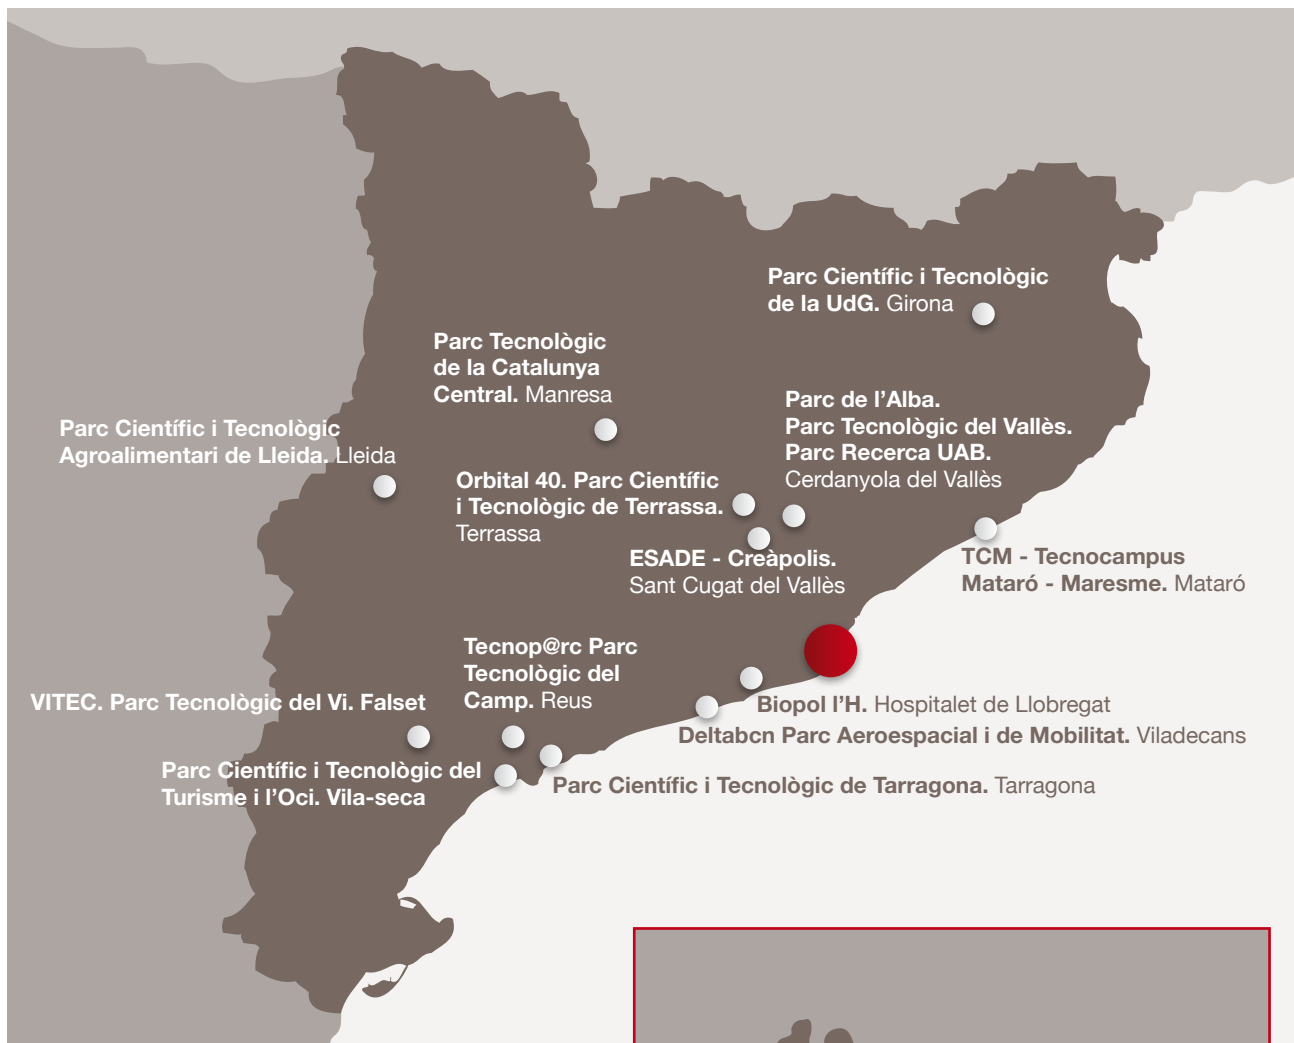 Parc Científic i Tecnològic
de la UdG. Girona
Parc Tecnològic
de la Catalunya
Central. Manresa
Parc de l’Alba.
Parc Tecnològic del Vallès.
Parc Recerca UAB.
Cerdanyola del Vallès
Parc Científic i Tecnològic
Agroalimentari de Lleida. Lleida
Orbital 40. Parc Científic
i Tecnològic de Terrassa.
Terrassa
ESADE - Creàpolis.
Sant Cugat del Vallès
TCM - Tecnocampus
Mataró - Maresme. Mataró
Tecnop@rc Parc
Tecnològic del
Camp. Reus
VITEC. Parc Tecnològic del Vi. Falset
Biopol l’H. Hospitalet de Llobregat
Deltabcn Parc Aeroespacial i de Mobilitat. Viladecans
Parc Científic i Tecnològic del
Turisme i l’Oci. Vila-seca
Parc Científic i Tecnològic de Tarragona. Tarragona